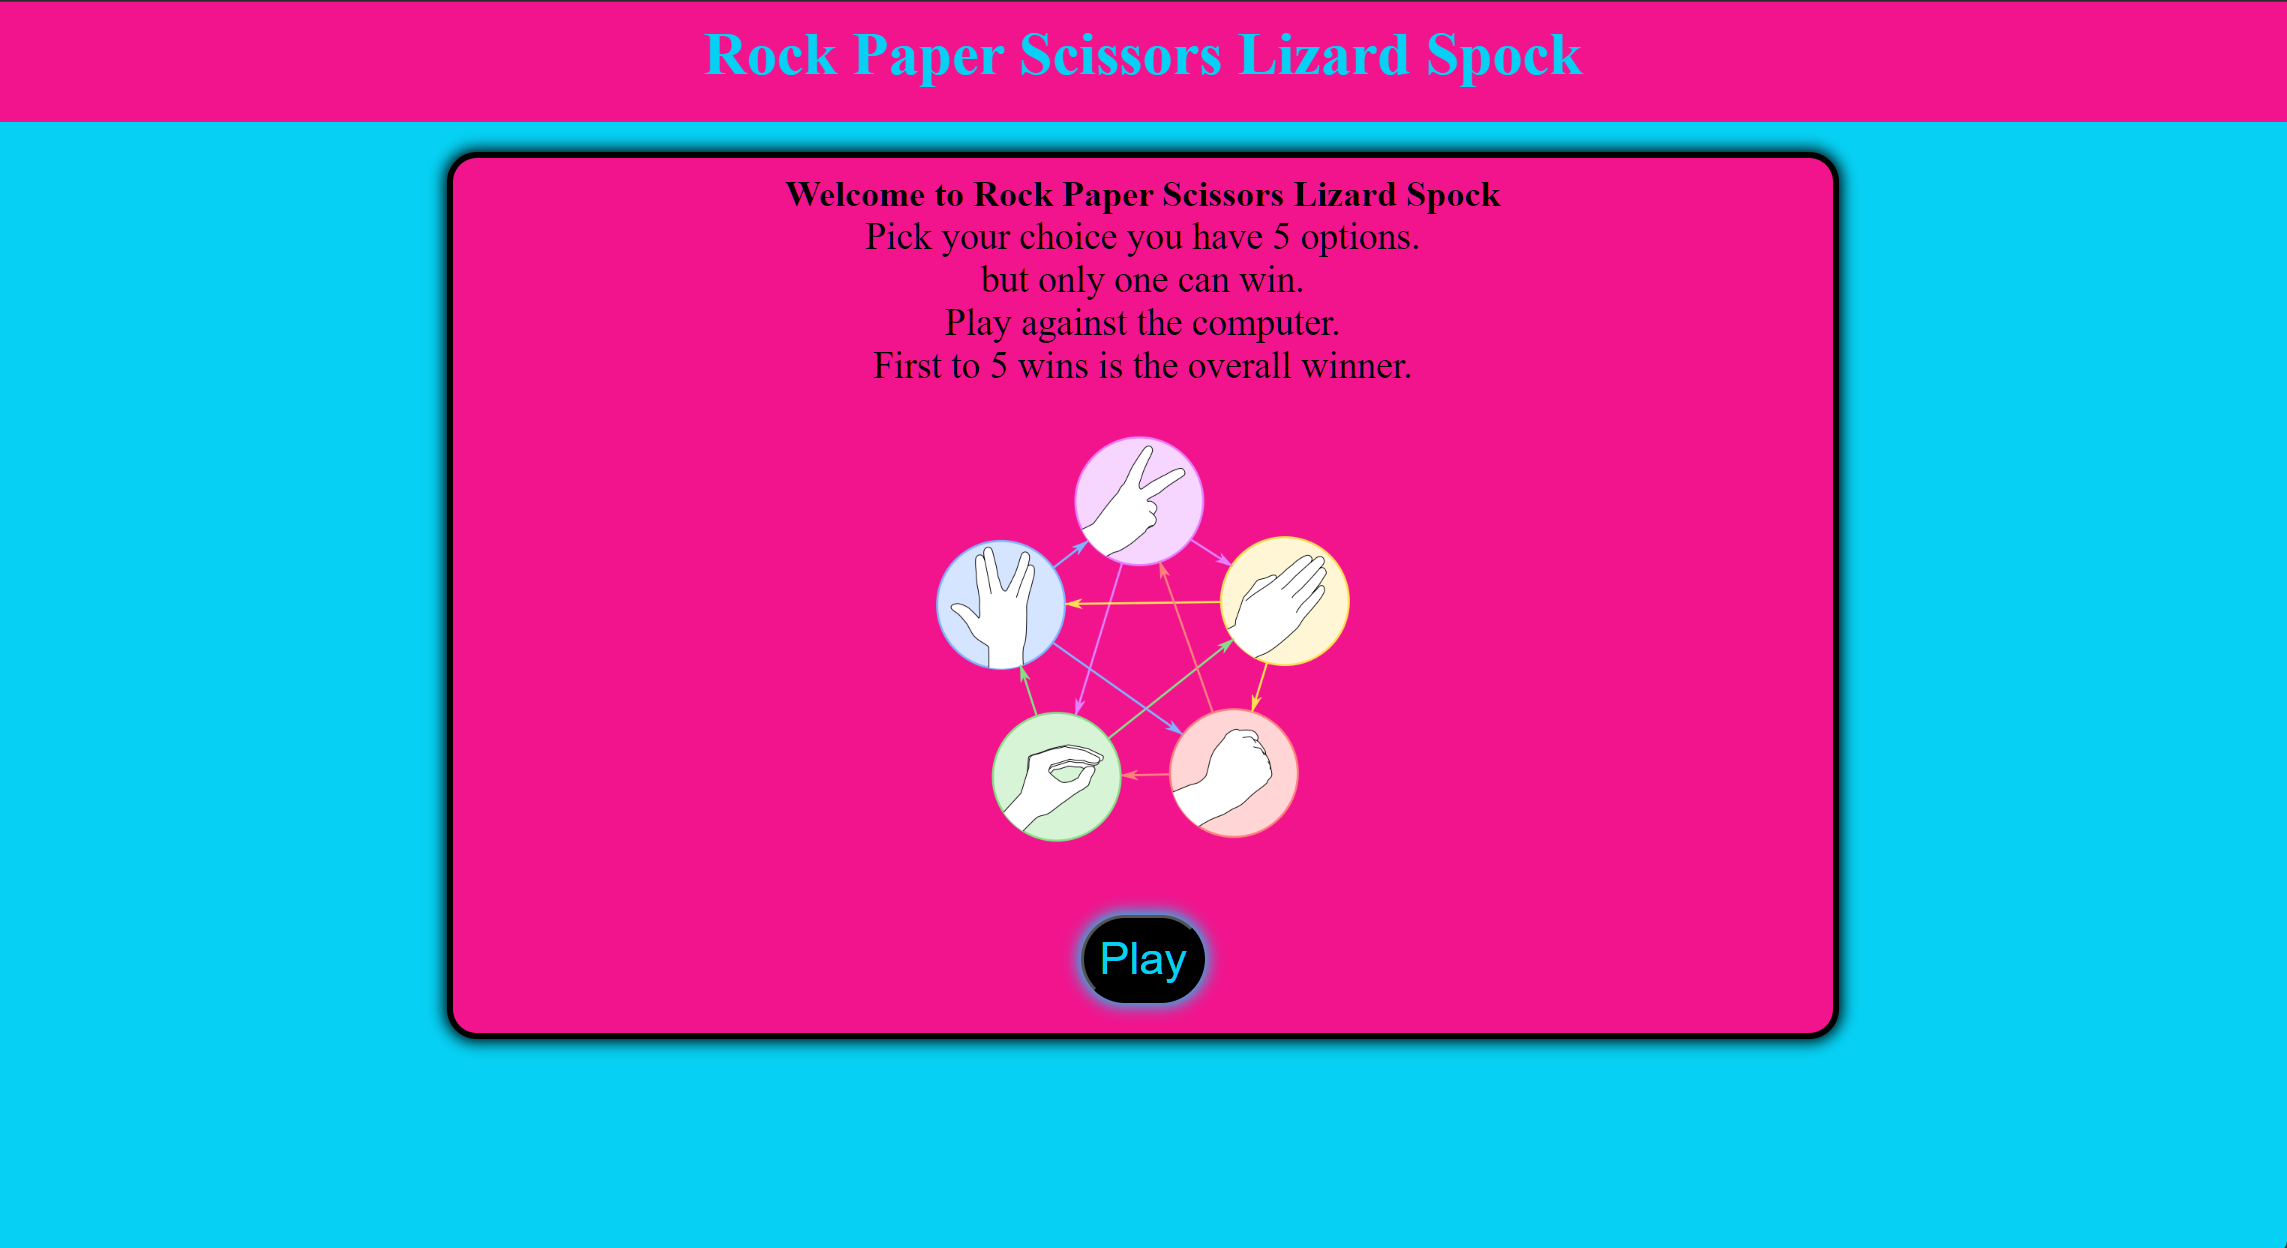 Rock Paper Scissors Lizard Spock
Welcome to Rock Paper Scissors Lizard Spock
Pick your choice you have 5 options.
but only one can win.
Play against the computer.
First to 5 wins is the overall winner.
Play